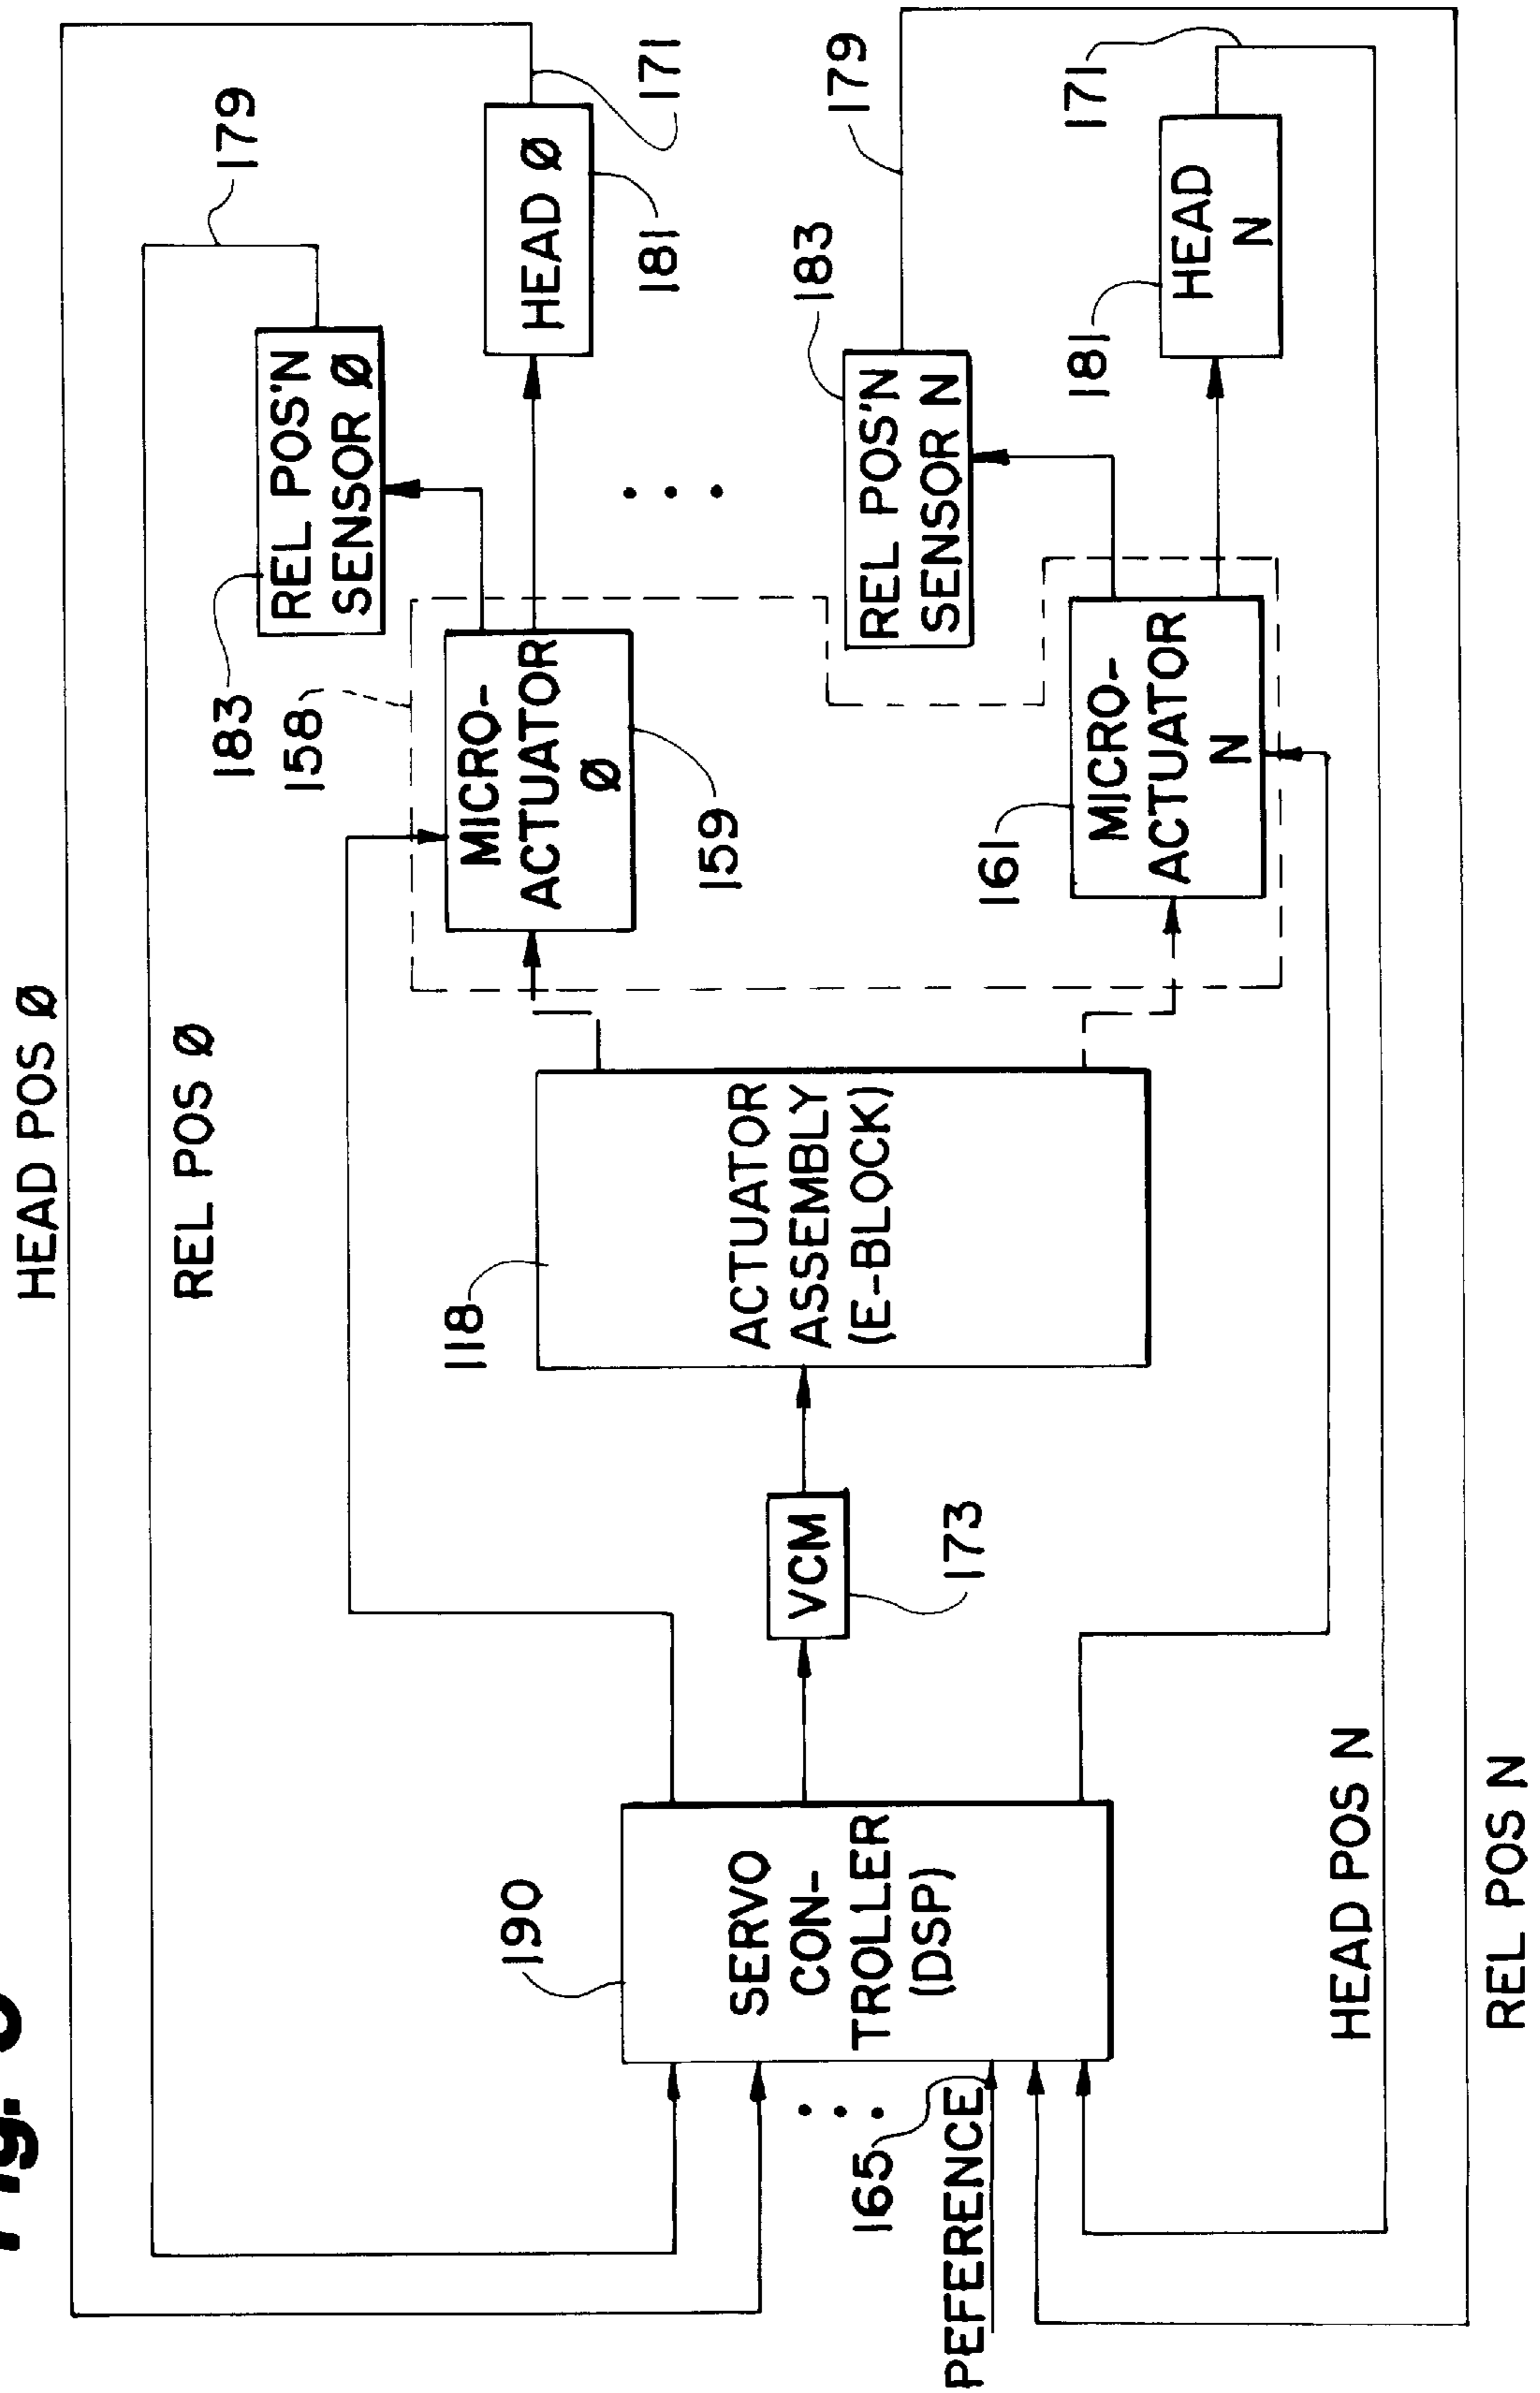 HEAD POS Ø
REL POS Ø
179
171
183
REL POS'N
SENSOR Ø
HEAD Ø
181
158
MICRO-
ACTUATOR
Ø
159
118
ACTUATOR
ASSEMBLY
(E-BLOCK)
VCM
173
190
SERVO
CON-
TROLLER
(DSP)
165
PEFERENCE
179
183
REL POS'N
SENSOR N
171
181
HEAD
N
161
MICRO-
ACTUATOR
N
HEAD POS N
REL POS N